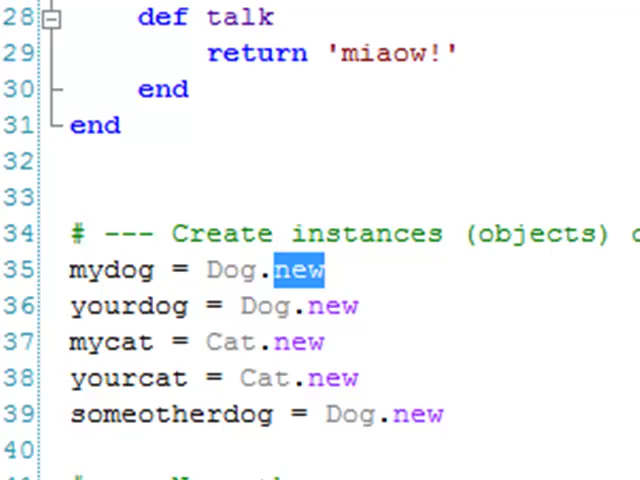 28 def talk
29 return 'miaow!'
30 end
31 end
32
33
34 # --- Create instances (objects)
35 mydog = Dog.new
36 yourdog = Dog.new
37 mycat = Cat.new
38 yourcat = Cat.new
39 someotherdog = Dog.new
40